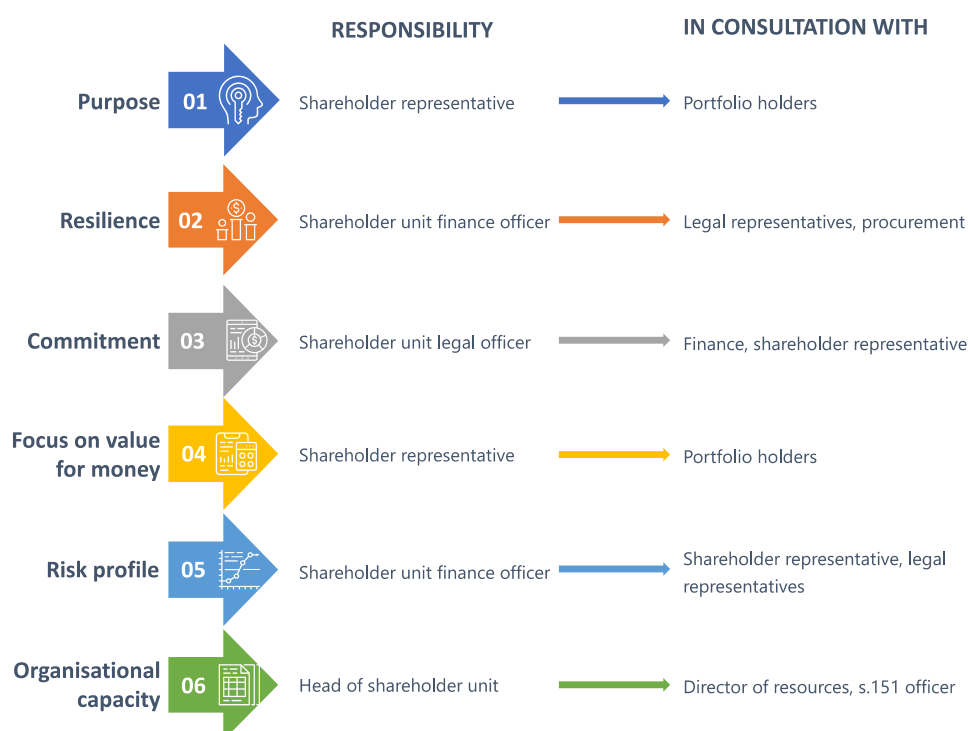 RESPONSIBILITY
IN CONSULTATION WITH
Purpose
01
Shareholder representative
Portfolio holders
Resilience
02
Shareholder unit finance officer
Legal representatives, procurement
Commitment
03
Shareholder unit legal officer
Finance, shareholder representative
Focus on value
for money
04
Shareholder representative
Portfolio holders
Risk profile
05
Shareholder unit finance officer
Shareholder representative, legal
representatives
Organisational
capacity
06
Head of shareholder unit
Director of resources, s.151 officer